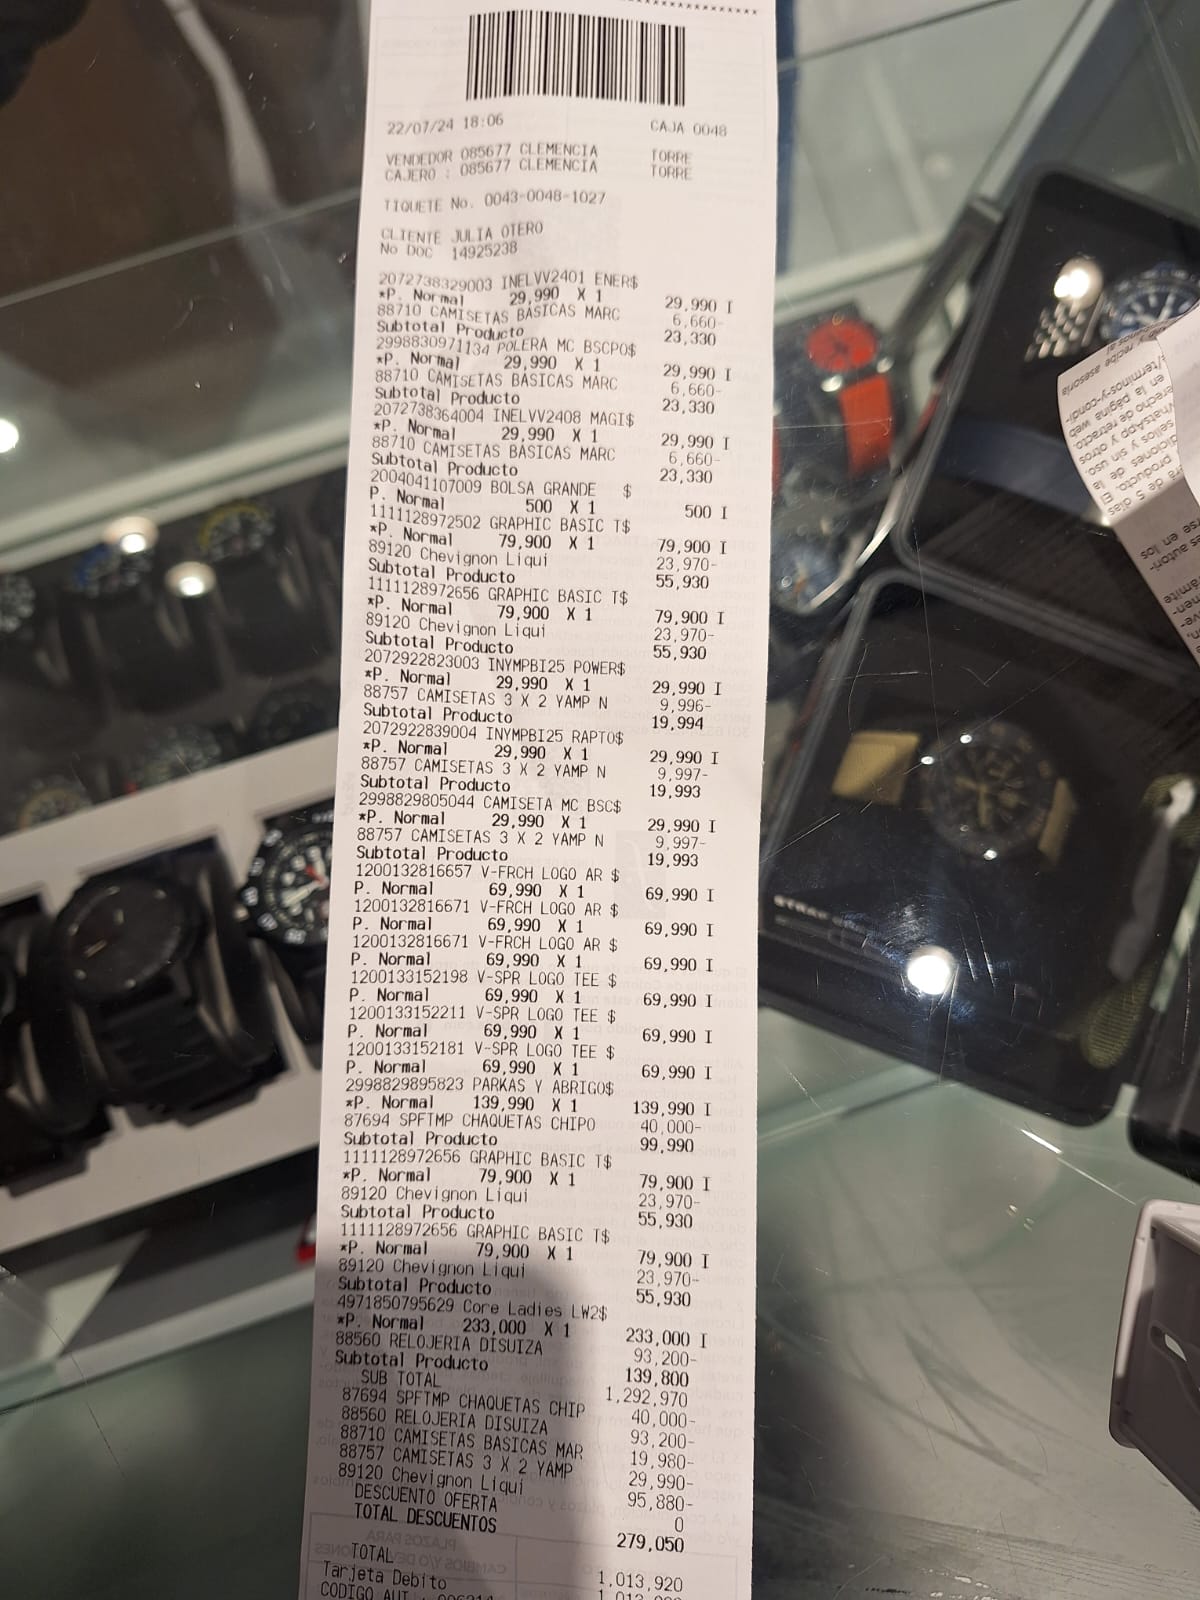 22/07/24 18:06 CAJA 0048
VENDEDOR 085677 CLEMENCIA TORRE
CAJERO : 085677 CLEMENCIA TORRE
TIQUETE No. 0043-0048-1027
CLIENTE JULIA OTERO
No DOC 14925238
2072738329003 INELVV2401 ENER$
*P. Normal 29,990 X 1 29,990 I
88710 CAMISETAS BASICAS MARC 6,660-
Subtotal Producto 23,330
2998830971134 POLERA MC BSCPO$
*P. Normal 29,990 X 1 29,990 I
88710 CAMISETAS BASICAS MARC 6,660-
Subtotal Producto 23,330
2072738364004 INELVV2408 MAGI$
*P. Normal 29,990 X 1 29,990 I
88710 CAMISETAS BASICAS MARC 6,660-
Subtotal Producto 23,330
2004041107009 BOLSA GRANDE $
P. Normal 500 X 1 500 I
1111128972502 GRAPHIC BASIC T$
*P. Normal 79,900 X 1 79,900 I
89120 Chevignon Liqui 23,970-
Subtotal Producto 55,930
1111128972656 GRAPHIC BASIC T$
*P. Normal 79,900 X 1 79,900 I
89120 Chevignon Liqui 23,970-
Subtotal Producto 55,930
2072922823003 INYMPBI25 POWER$
*P. Normal 29,990 X 1 29,990 I
88757 CAMISETAS 3 X 2 YAMP N 9,996-
Subtotal Producto 19,994
2072922839004 INYMPBI25 RAPTO$
*P. Normal 29,990 X 1 29,990 I
88757 CAMISETAS 3 X 2 YAMP N 9,997-
Subtotal Producto 19,993
2998829805044 CAMISETA MC BSC$
*P. Normal 29,990 X 1 29,990 I
88757 CAMISETAS 3 X 2 YAMP N 9,997-
Subtotal Producto 19,993
1200132816657 V-FRCH LOGO AR $
P. Normal 69,990 X 1 69,990 I
1200132816671 V-FRCH LOGO AR $
P. Normal 69,990 X 1 69,990 I
1200132816671 V-FRCH LOGO AR $
P. Normal 69,990 X 1 69,990 I
1200133152198 V-SPR LOGO TEE $
P. Normal 69,990 X 1 69,990 I
1200133152211 V-SPR LOGO TEE $
P. Normal 69,990 X 1 69,990 I
1200133152181 V-SPR LOGO TEE $
P. Normal 69,990 X 1 69,990 I
2998829895823 PARKAS Y ABRIGO$
*P. Normal 139,990 X 1 139,990 I
87694 SPFTMP CHAQUETAS CHIPO 40,000-
Subtotal Producto 99,990
1111128972656 GRAPHIC BASIC T$
*P. Normal 79,900 X 1 79,900 I
89120 Chevignon Liqui 23,970-
Subtotal Producto 55,930
1111128972656 GRAPHIC BASIC T$
*P. Normal 79,900 X 1 79,900 I
89120 Chevignon Liqui 23,970-
Subtotal Producto 55,930
4971850795629 Core Ladies LW2$
*P. Normal 233,000 X 1 233,000 I
88560 RELOJERIA DISUIZA 93,200-
Subtotal Producto 139,800
SUB TOTAL 1,292,970
87694 SPFTMP CHAQUETAS CHIP 40,000-
88560 RELOJERIA DISUIZA 93,200-
88710 CAMISETAS BASICAS MAR 19,980-
88757 CAMISETAS 3 X 2 YAMP 29,990-
89120 Chevignon Liqui 95,880-
DESCUENTO OFERTA 0
TOTAL DESCUENTOS 279,050
TOTAL 1,013,920
Tarjeta Debito
CODIGO AUT
STRAP